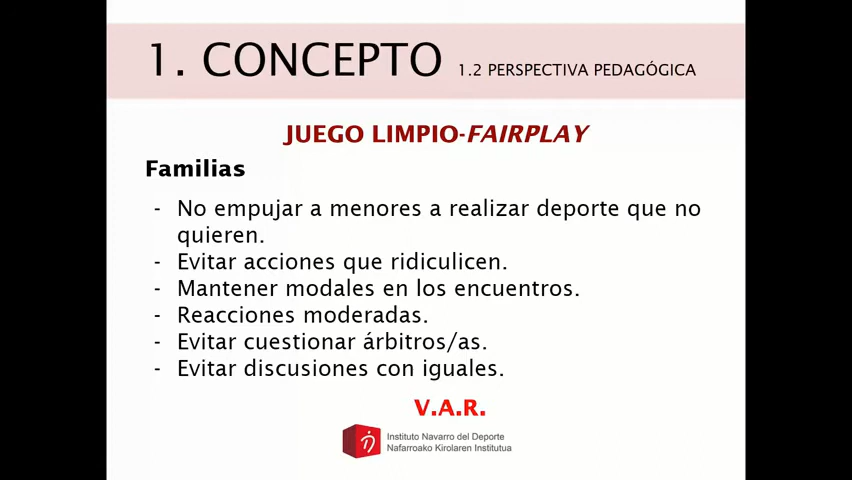 1. CONCEPTO 1.2 PERSPECTIVA PEDAGÓGICA
JUEGO LIMPIO-FAIRPLAY
Familias
- No empujar a menores a realizar deporte que no
quieren.
- Evitar acciones que ridiculicen.
- Mantener modales en los encuentros.
- Reacciones moderadas.
- Evitar cuestionar árbitros/as.
- Evitar discusiones con iguales.
V.A.R.
Instituto Navarro del Deporte
Nafarroako Kirolaren Institutua